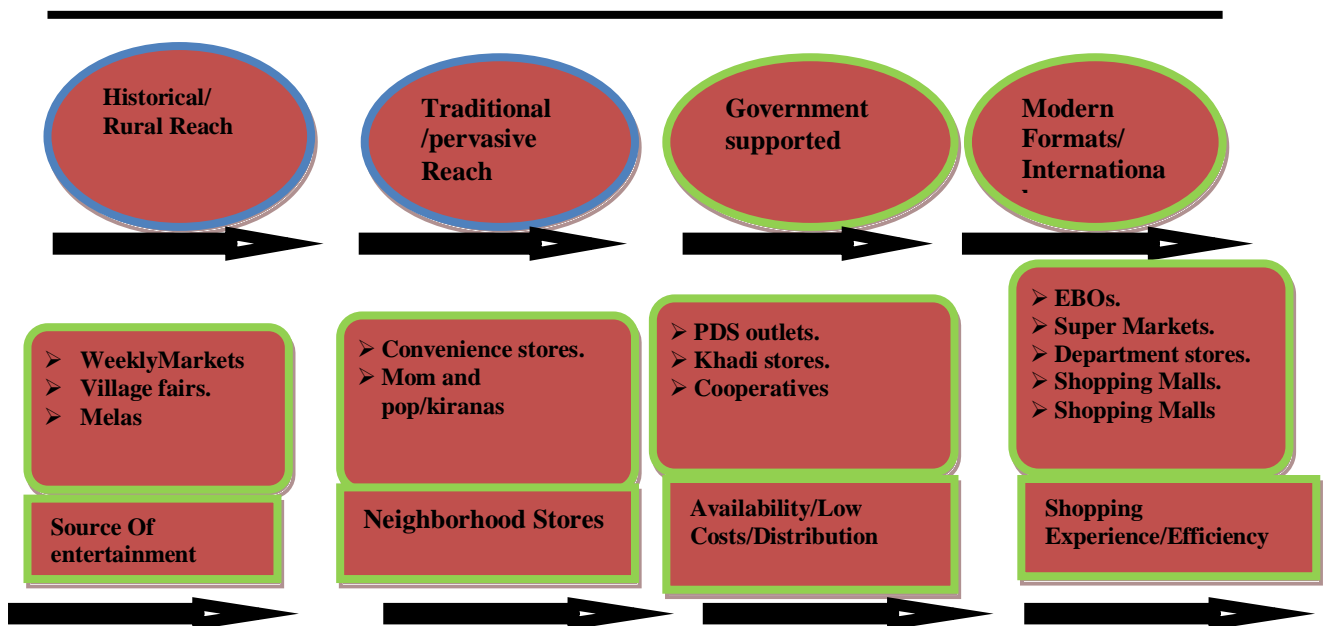 Historical/
Rural Reach
Traditional
/pervasive
Reach
Government
supported
Modern
Formats/
Internationa
➢ WeeklyMarkets
➢ Village fairs.
➢ Melas
➢ Convenience stores.
➢ Mom and
pop/kiranas
➢ PDS outlets.
➢ Khadi stores.
➢ Cooperatives
➢ EBOs.
➢ Super Markets.
➢ Department stores.
➢ Shopping Malls.
➢ Shopping Malls
Source Of
entertainment
Neighborhood Stores
Availability/Low
Costs/Distribution
Shopping
Experience/Efficiency